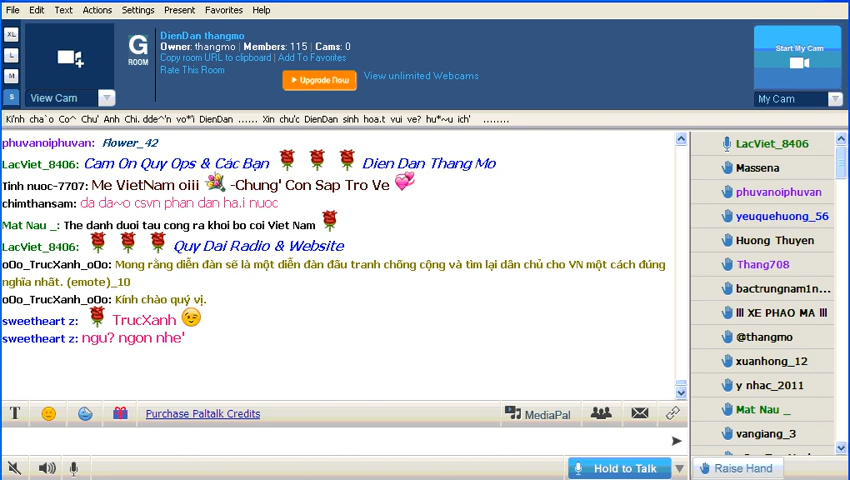 File Edit Text Actions Settings Present Favorites Help
XL
L
M
S
View Cam
G
ROOM
DienDan thangmo
Owner: thangmo | Members: 115 | Cams: 0
Copy room URL to clipboard | Add To Favorites
Rate This Room
Upgrade Now
View unlimited Webcams
Start My Cam
My Cam
Ki'nh cha`o Co^ Chu' Anh Chi. dde^'n vo*'i DienDan ...... Xin chu'c DienDan sinh hoa.t vui ve? hu*~u ich' ........
phuvanoiphuvan: Flower_42
LacViet_8406: Cam On Quy Ops & Các Bạn Dien Dan Thang Mo
Tinh nuoc-7707: Me VietNam oiii -Chung' Con Sap Tro Ve
chimthansam: da da~o csvn phan dan ha.i nuoc
Mat Nau _: The danh duoi tau cong ra khoi bo coi Viet Nam
LacViet_8406: Quy Dai Radio & Website
oOo_TrucXanh_oOo: Mong rằng diễn đàn sẽ là một diễn đàn đấu tranh chống cộng và tìm lại dân chủ cho VN một cách đúng
nghĩa nhất. (emote)_10
oOo_TrucXanh_oOo: Kính chào quý vị.
sweetheart z: TrucXanh
sweetheart z: ngu? ngon nhe'
T
Purchase Paltalk Credits
MediaPal
Hold to Talk
LacViet_8406
Massena
phuvanoiphuvan
yeuquehuong_56
Huong Thuyen
Thang708
bactrungnam1n...
lll XE PHAO MA lll
@thangmo
xuanhong_12
y nhac_2011
Mat Nau _
vangiang_3
Raise Hand